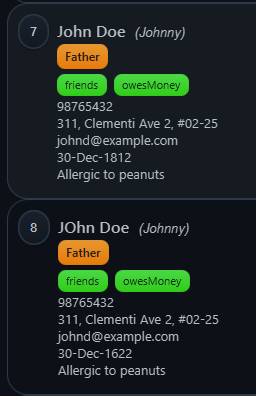 7 John Doe (Johnny)
Father
friends owesMoney
98765432
311, Clementi Ave 2, #02-25
johnd@example.com
30-Dec-1812
Allergic to peanuts
8 JOhn Doe (Johnny)
Father
friends owesMoney
98765432
311, Clementi Ave 2, #02-25
johnd@example.com
30-Dec-1622
Allergic to peanuts